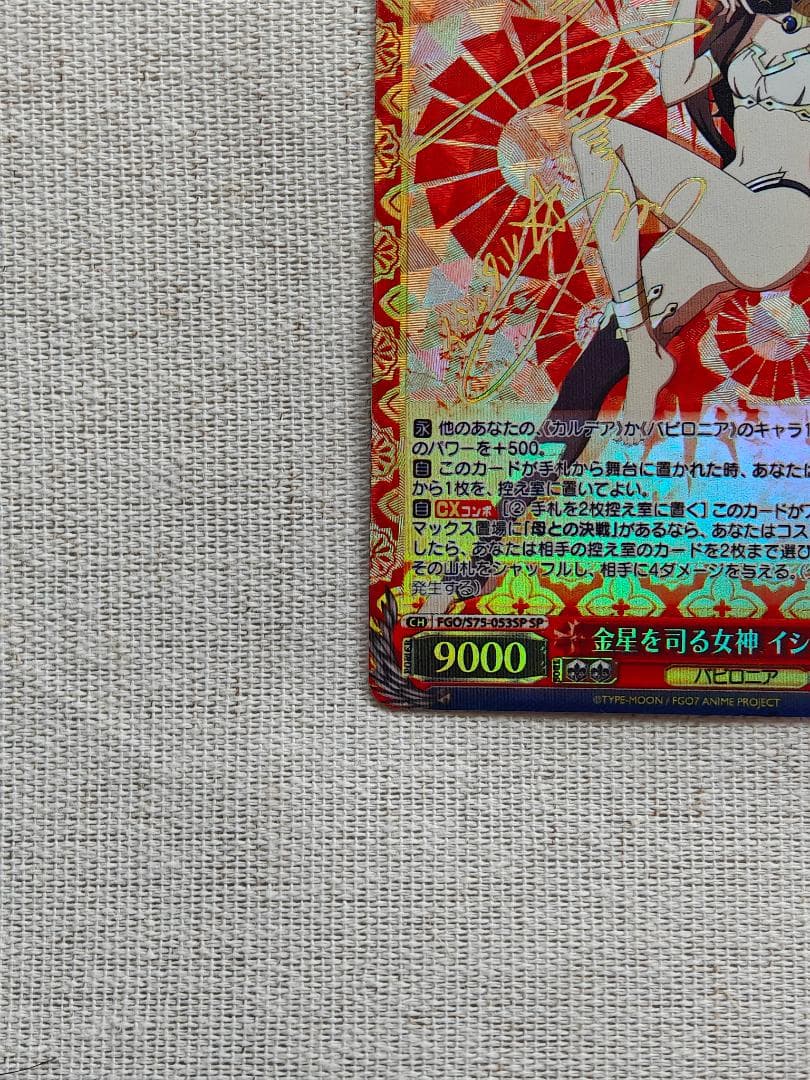 永 他のあなたの、《カルデア》か《バビロニア》のキャラ1
のパワーを+500。
自 このカードが手札から舞台に置かれた時、あなたは
から1枚を、控え室に置いてよい。
自 CXコンボ [② 手札を2枚控え室に置く] このカードが
マックス置場に「母との決戦」があるなら、あなたはコス
したら、あなたは相手の控え室のカードを2枚まで選び
その山札をシャッフルし、相手に4ダメージを与える。
発生する)
CH FGO/S75-053SP SP
金星を司る女神 イシ
9000
バビロニア
©TYPE-MOON / FGO7 ANIME PROJECT